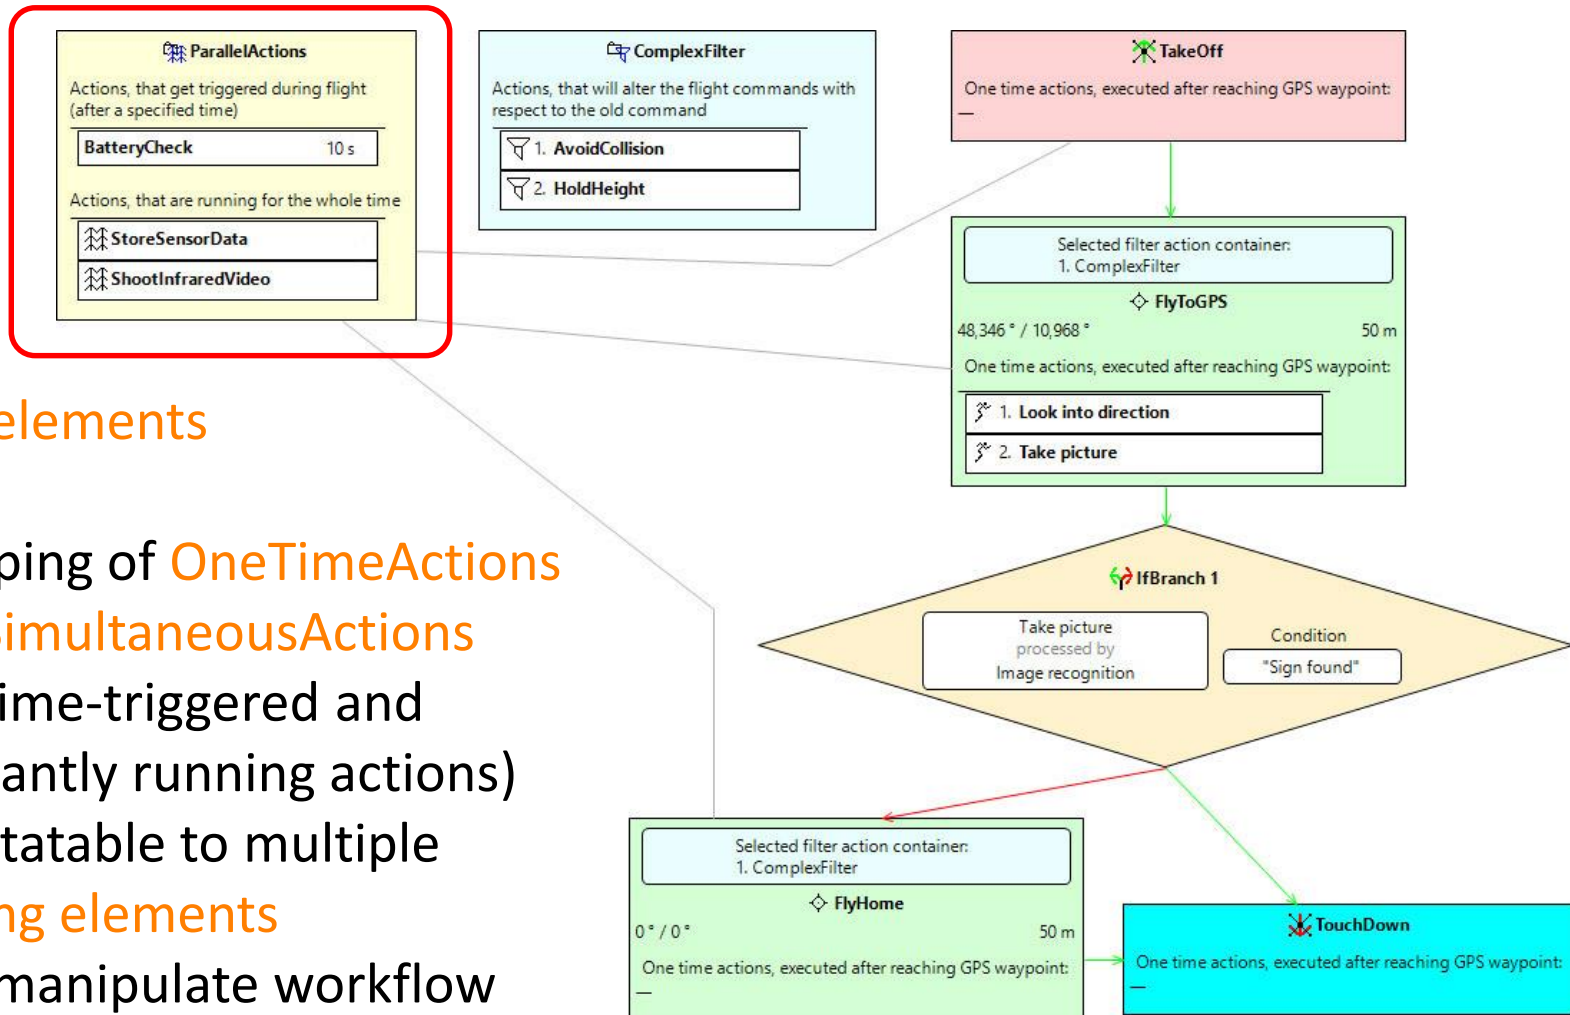 ParallelActions
Actions, that get triggered during flight
(after a specified time)
BatteryCheck 10 s
Actions, that are running for the whole time
StoreSensorData
ShootInfraredVideo
ComplexFilter
Actions, that will alter the flight commands with
respect to the old command
1. AvoidCollision
2. HoldHeight
TakeOff
One time actions, executed after reaching GPS waypoint:
—
Selected filter action container:
1. ComplexFilter
FlyToGPS
48,346 ° / 10,968 ° 50 m
One time actions, executed after reaching GPS waypoint:
1. Look into direction
2. Take picture
IfBranch 1
Take picture
processed by
Image recognition
Condition
"Sign found"
Selected filter action container:
1. ComplexFilter
FlyHome
0 ° / 0 ° 50 m
One time actions, executed after reaching GPS waypoint:
—
TouchDown
One time actions, executed after reaching GPS waypoint:
—
elements
ping of OneTimeActions
SimultaneousActions
ime-triggered and
antly running actions)
tatable to multiple
ng elements
manipulate workflow